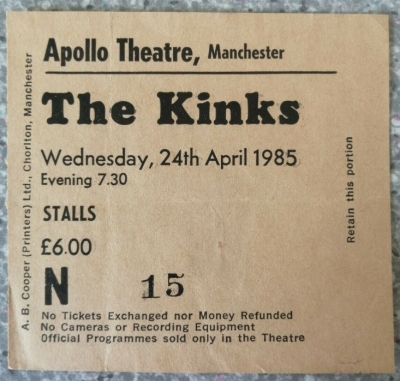 Apollo Theatre, Manchester
The Kinks
Wednesday, 24th April 1985
Evening 7.30
STALLS
£6.00
N 15
No Tickets Exchanged nor Money Refunded
No Cameras or Recording Equipment
Official Programmes sold only in the Theatre
A. B. Cooper (Printers) Ltd., Chorlton, Manchester
Retain this portion